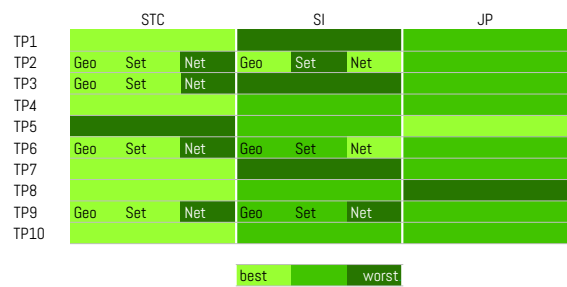 STC SI JP
TP1
TP2 Geo Set Net Geo Set Net
TP3 Geo Set Net
TP4
TP5
TP6 Geo Set Net Geo Set Net
TP7
TP8
TP9 Geo Set Net Geo Set Net
TP10
best worst